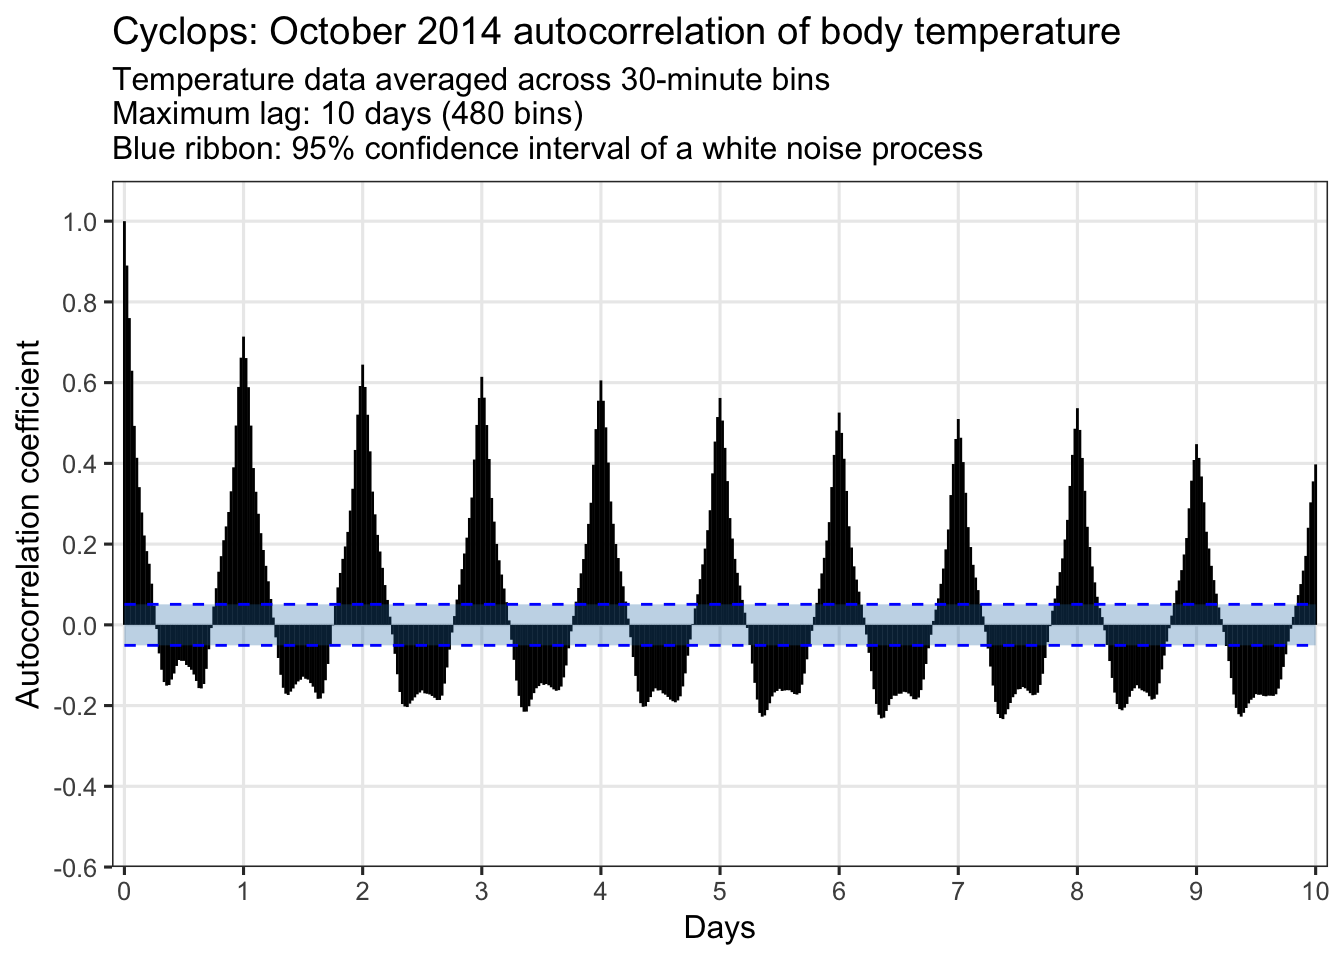 Cyclops: October 2014 autocorrelation of body temperature
Temperature data averaged across 30-minute bins
Maximum lag: 10 days (480 bins)
Blue ribbon: 95% confidence interval of a white noise process
Autocorrelation coefficient
1.0
0.8
0.6
0.4
0.2
0.0
-0.2
-0.4
-0.6
0 1 2 3 4 5 6 7 8 9 10
Days